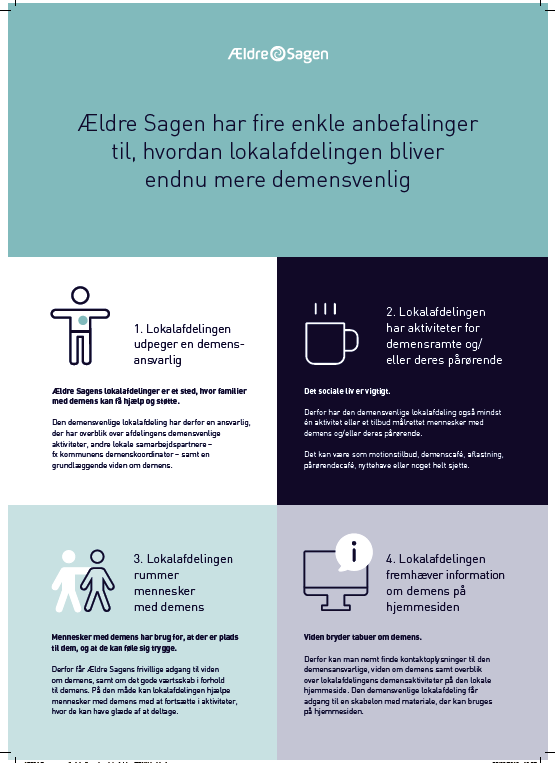 Ældre Sagen
Ældre Sagen har fire enkle anbefalinger
til, hvordan lokalafdelingen bliver
endnu mere demensvenlig
1. Lokalafdelingen
udpeger en demens-
ansvarlig
Ældre Sagens lokalafdelinger er et sted, hvor familier
med demens kan få hjælp og støtte.
Den demensvenlige lokalafdeling har derfor en ansvarlig,
der har overblik over afdelingens demensvenlige
aktiviteter, andre lokale samarbejdspartnere –
fx kommunens demenskoordinator – samt en
grundlæggende viden om demens.
2. Lokalafdelingen
har aktiviteter for
demensramte og/
eller deres pårørende
Det sociale liv er vigtigt.
Derfor har den demensvenlige lokalafdeling også mindst
én aktivitet eller et tilbud målrettet mennesker med
demens og/eller deres pårørende.
Det kan være som motionstilbud, demenscafé, aflastning,
pårørendecafé, nyttehave eller noget helt sjette.
3. Lokalafdelingen
rummer
mennesker
med demens
Mennesker med demens har brug for, at der er plads
til dem, og at de kan føle sig trygge.
Derfor får Ældre Sagens frivillige adgang til viden
om demens, samt om det gode værtsskab i forhold
til demens. På den måde kan lokalafdelingen hjælpe
mennesker med demens med at fortsætte i aktiviteter,
hvor de kan have glæde af at deltage.
i
4. Lokalafdelingen
fremhæver information
om demens på
hjemmesiden
Viden bryder tabuer om demens.
Derfor kan man nemt finde kontaktoplysninger til den
demensansvarlige, viden om demens samt overblik
over lokalafdelingens demensaktiviteter på den lokale
hjemmeside. Den demensvenlige lokalafdeling får
adgang til en skabelon med materiale, der kan bruges
på hjemmesiden.